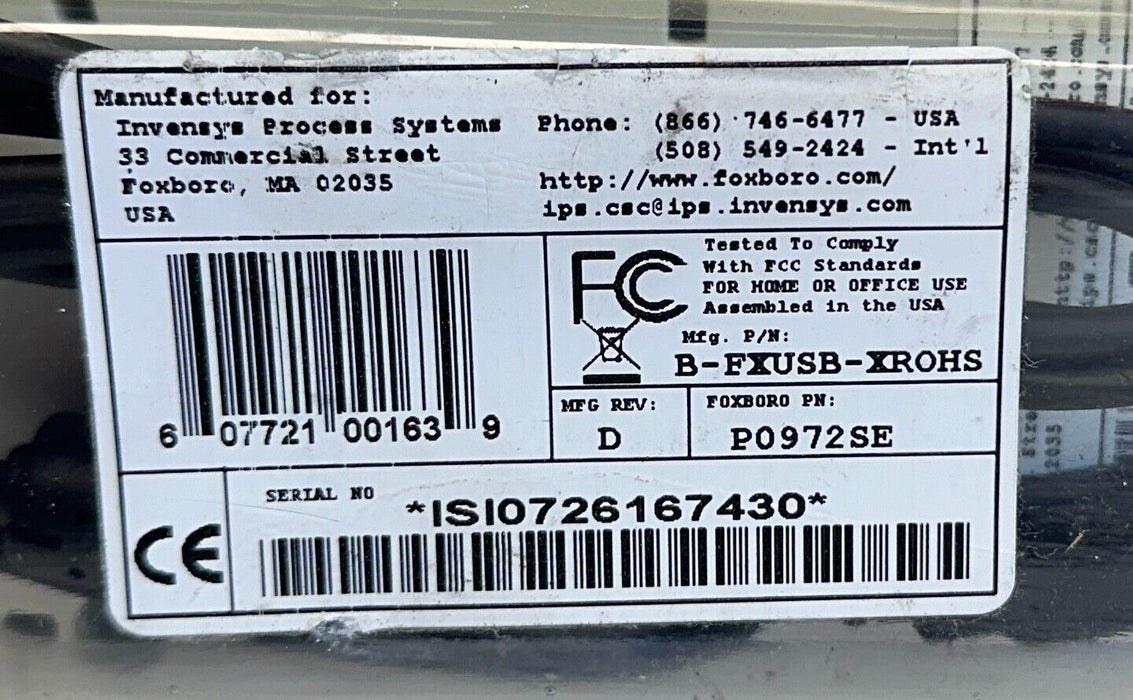 Manufactured for:
Invensys Process Systems
33 Commercial Street
Foxboro, MA 02035
USA
Phone: (866) 746-6477 - USA
(508) 549-2424 - Int'l
http://www.foxboro.com/
ips.csc@ips.invensys.com
6 07721 00163 9
FC
Tested To Comply
With FCC Standards
FOR HOME OR OFFICE USE
Assembled in the USA
Mfg. P/N:
B-FXUSB-XROHS
MFG REV:
D
FOXBORO PN:
P0972SE
CE
SERIAL NO
*ISI0726167430*